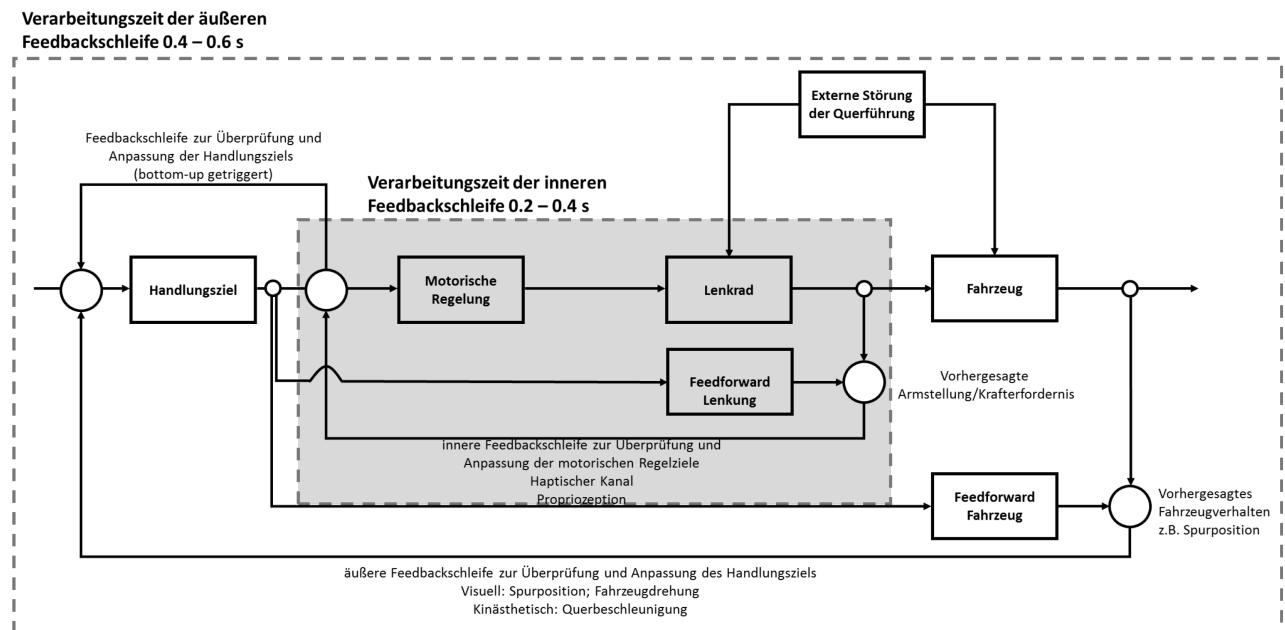 Verarbeitungszeit der äußeren
Feedbackschleife 0.4 – 0.6 s
Externe Störung
der Querführung
Feedbackschleife zur Überprüfung und
Anpassung der Handlungsziels
(bottom-up getriggert)
Verarbeitungszeit der inneren
Feedbackschleife 0.2 – 0.4 s
Handlungsziel
Motorische
Regelung
Lenkrad
Fahrzeug
Feedforward
Lenkung
Vorhergesagte
Armstellung/Krafterfordernis
innere Feedbackschleife zur Überprüfung und
Anpassung der motorischen Regelziele
Haptischer Kanal
Propriozeption
Feedforward
Fahrzeug
Vorhergesagtes
Fahrzeugverhalten
z.B. Spurposition
äußere Feedbackschleife zur Überprüfung und Anpassung des Handlungsziels
Visuell: Spurposition; Fahrzeugdrehung
Kinästhetisch: Querbeschleunigung